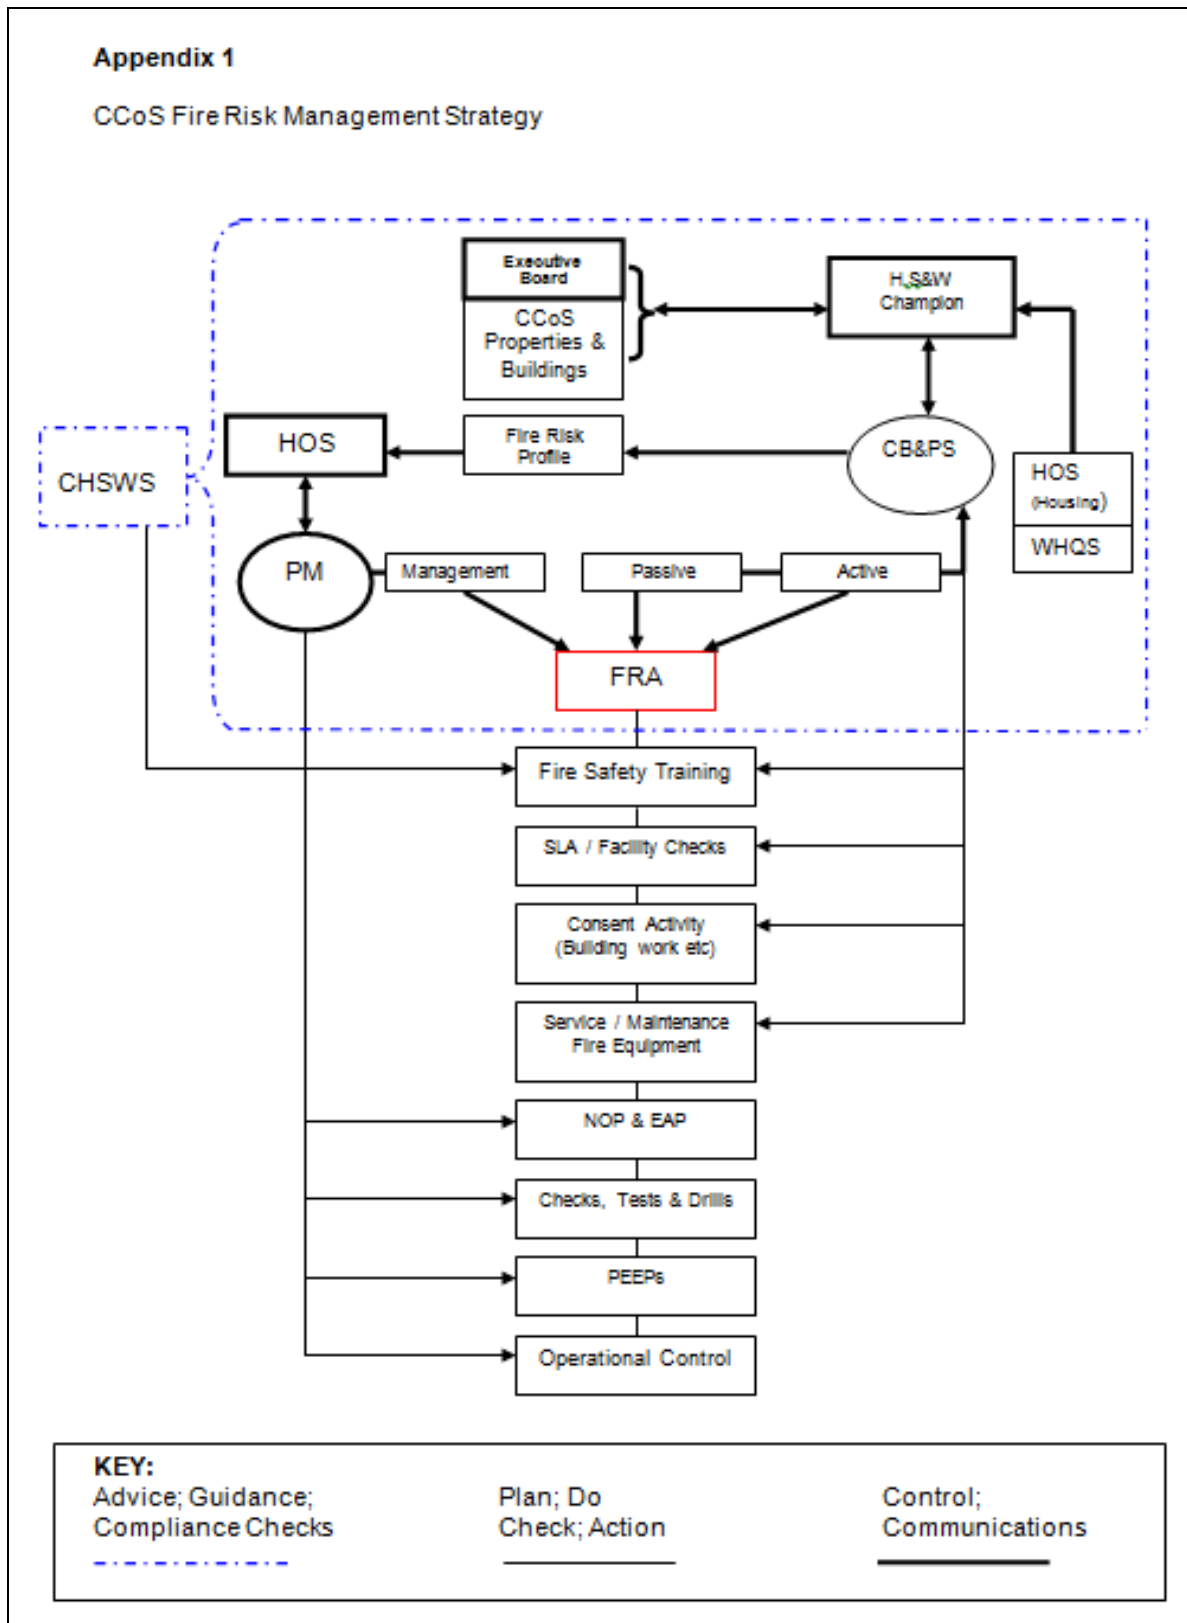 Appendix 1
CCoS Fire Risk Management Strategy
Executive
Board
CCoS
Properties &
Buildings
H,S&W
Champion
HOS
Fire Risk
Profile
CB&PS
HOS
(Housing)
WHQS
CHSWS
PM
Management
Passive
Active
FRA
Fire Safety Training
SLA / Facility Checks
Consent Activity
(Building work etc)
Service / Maintenance
Fire Equipment
NOP & EAP
Checks, Tests & Drills
PEEPs
Operational Control
KEY:
Advice; Guidance;
Compliance Checks
Plan; Do
Check; Action
Control;
Communications